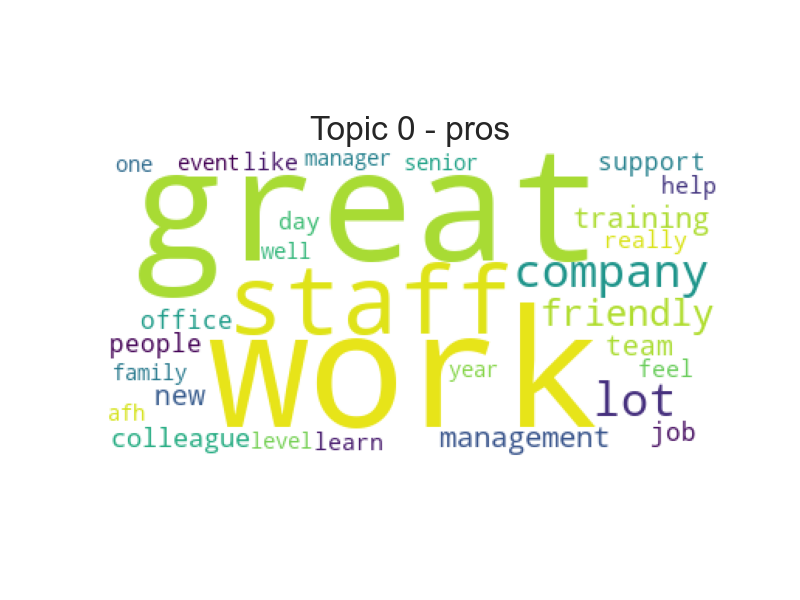 Topic 0 - pros
one event like manager senior support
great
help
day training
well really
staff company
office friendly
people work team
family year feel
new lot
afh
colleague level learn management job